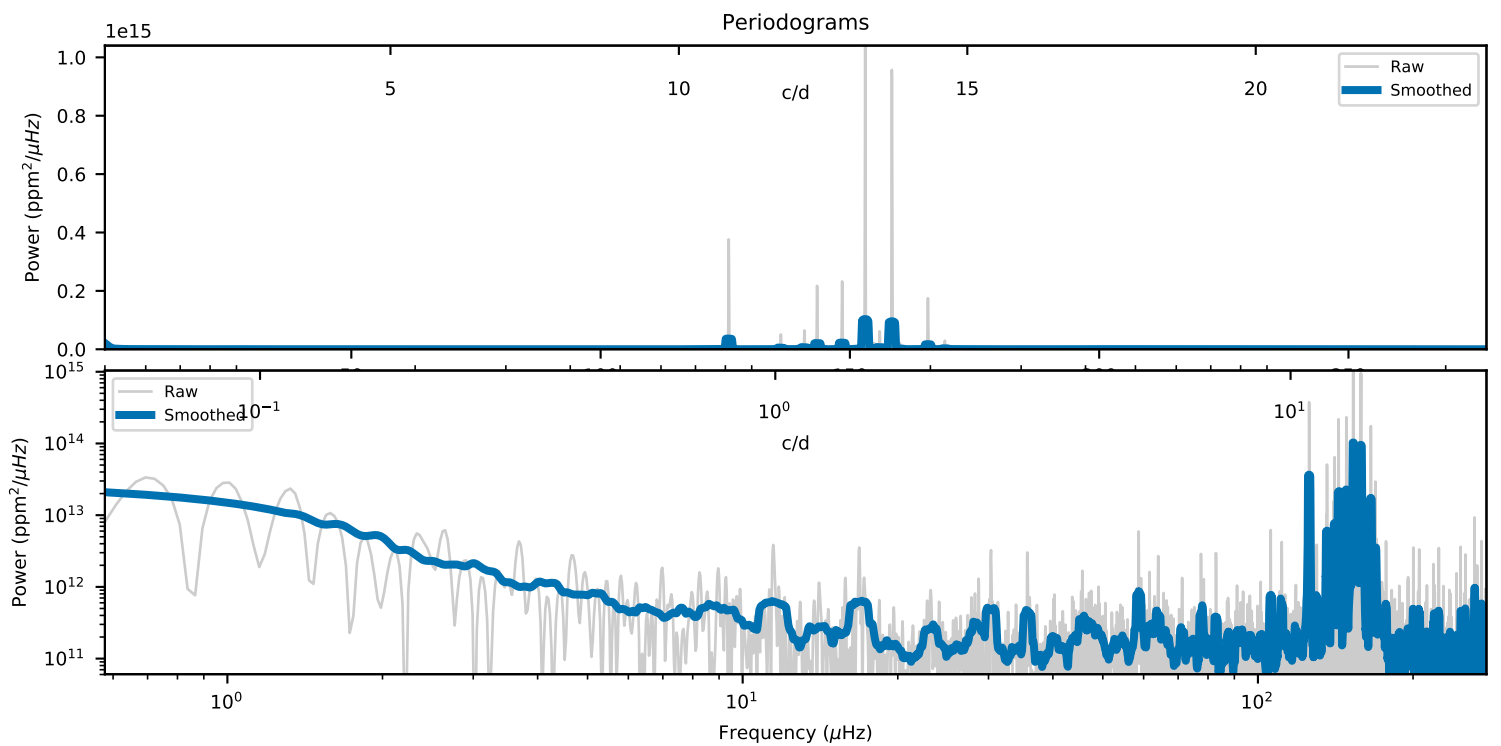 Periodograms
1e15
1.0
0.8
0.6
0.4
0.2
0.0
Power (ppm²/μHz)
5 10 15 20
c/d
Raw
Smoothed
10¹⁵
10¹⁴
10¹³
10¹²
10¹¹
Power (ppm²/μHz)
Raw
Smoothed
10⁻¹ 10⁰ 10¹
c/d
10⁰ 10¹ 10²
Frequency (μHz)